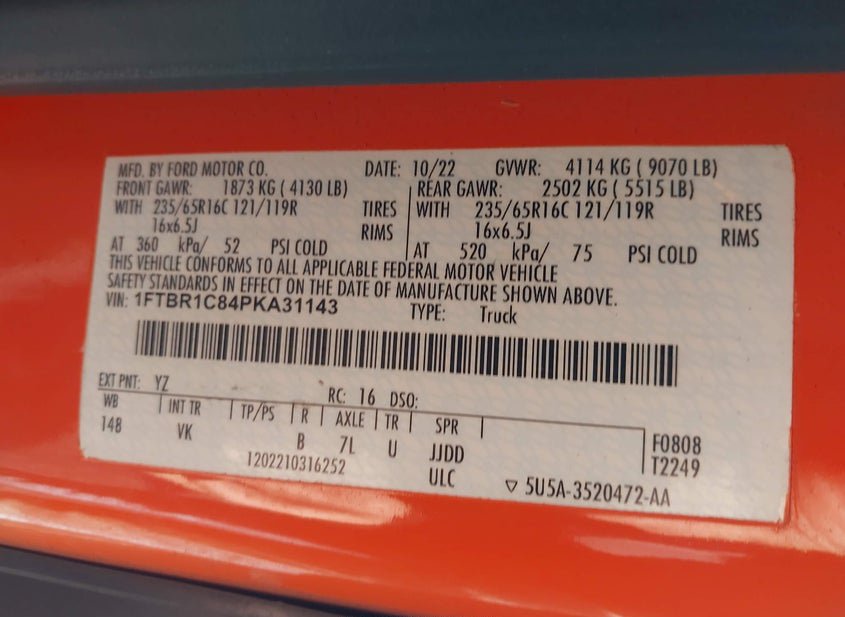 MFD. BY FORD MOTOR CO. DATE: 10/22 GVWR: 4114 KG ( 9070 LB)
FRONT GAWR: 1873 KG ( 4130 LB) REAR GAWR: 2502 KG ( 5515 LB)
WITH 235/65R16C 121/119R TIRES WITH 235/65R16C 121/119R TIRES
16x6.5J RIMS 16x6.5J RIMS
AT 360 kPa/ 52 PSI COLD AT 520 kPa/ 75 PSI COLD
THIS VEHICLE CONFORMS TO ALL APPLICABLE FEDERAL MOTOR VEHICLE
SAFETY STANDARDS IN EFFECT ON THE DATE OF MANUFACTURE SHOWN ABOVE.
VIN: 1FTBR1C84PKA31143 TYPE: Truck
EXT PNT: YZ RC: 16 DSO:
WB INT TR TP/PS R AXLE TR SPR
148 VK B 7L U JJDD F0808
1202210316252 ULC T2249
▽ 5U5A-3520472-AA